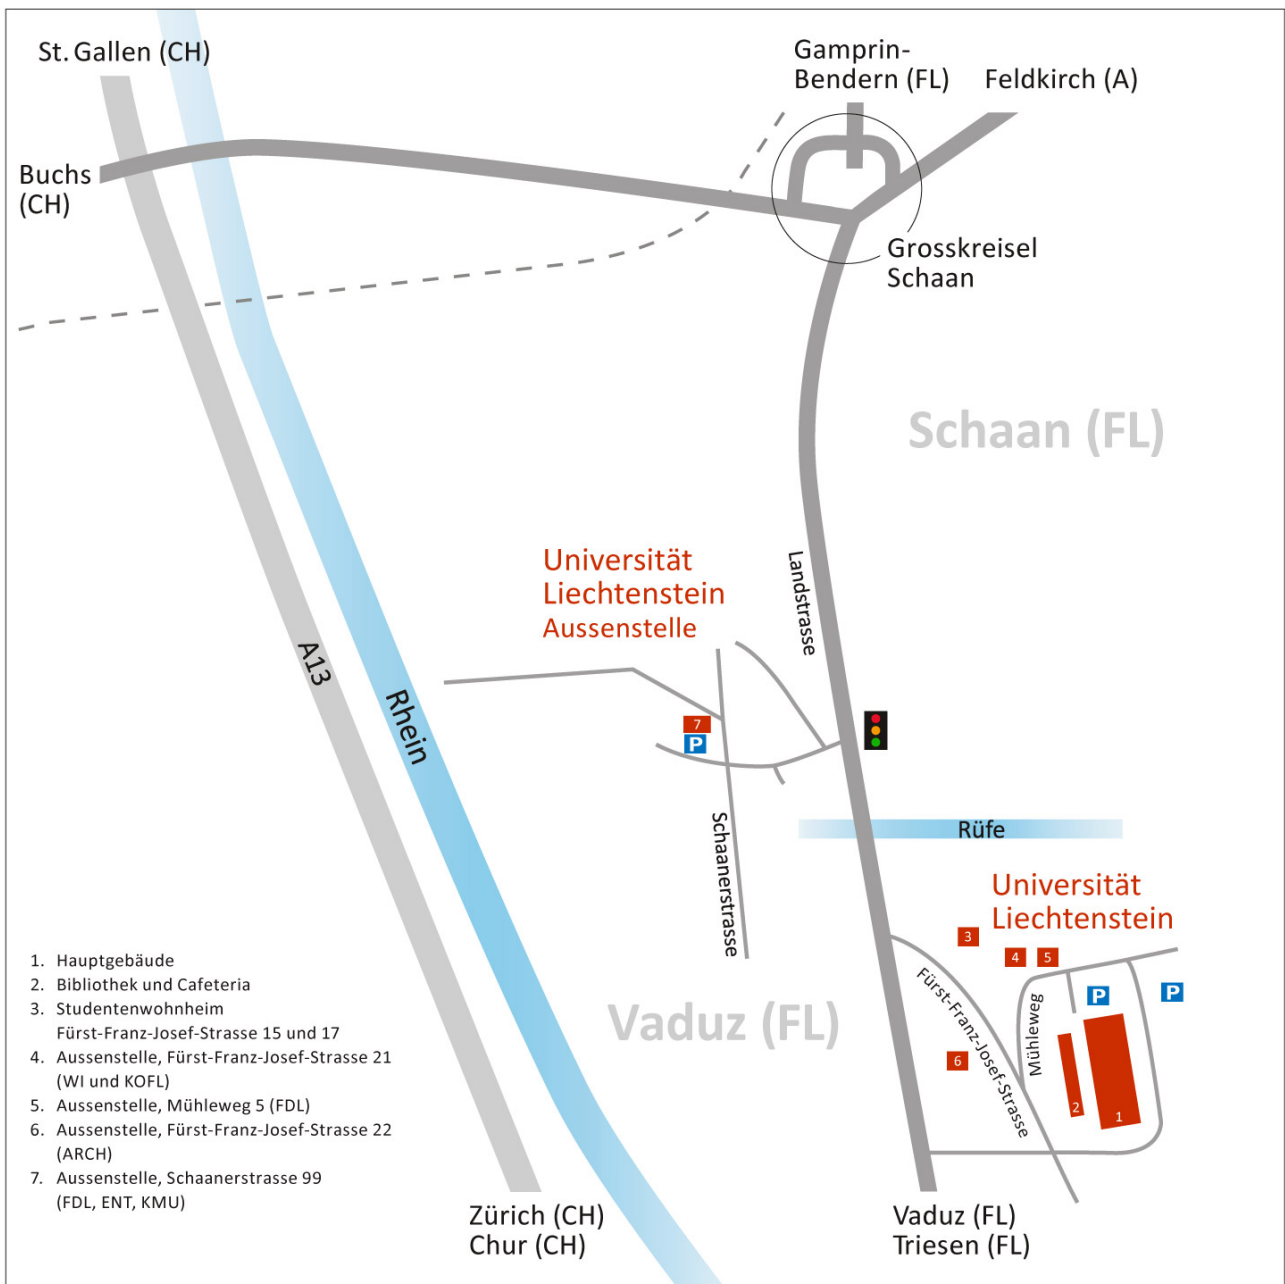 St. Gallen (CH)
Gamprin-
Bendern (FL)
Feldkirch (A)
Buchs
(CH)
Grosskreisel
Schaan
Schaan (FL)
Universität
Liechtenstein
Aussenstelle
Landstrasse
A13
Rhein
7
P
Schaanerstrasse
Rüfe
Universität
Liechtenstein
3
4
5
P
P
Fürst-Franz-Josef-Strasse
Mühleweg
6
2
1
Vaduz (FL)
1. Hauptgebäude
2. Bibliothek und Cafeteria
3. Studentenwohnheim
Fürst-Franz-Josef-Strasse 15 und 17
4. Aussenstelle, Fürst-Franz-Josef-Strasse 21
(WI und KOFL)
5. Aussenstelle, Mühleweg 5 (FDL)
6. Aussenstelle, Fürst-Franz-Josef-Strasse 22
(ARCH)
7. Aussenstelle, Schaanerstrasse 99
(FDL, ENT, KMU)
Zürich (CH)
Chur (CH)
Vaduz (FL)
Triesen (FL)